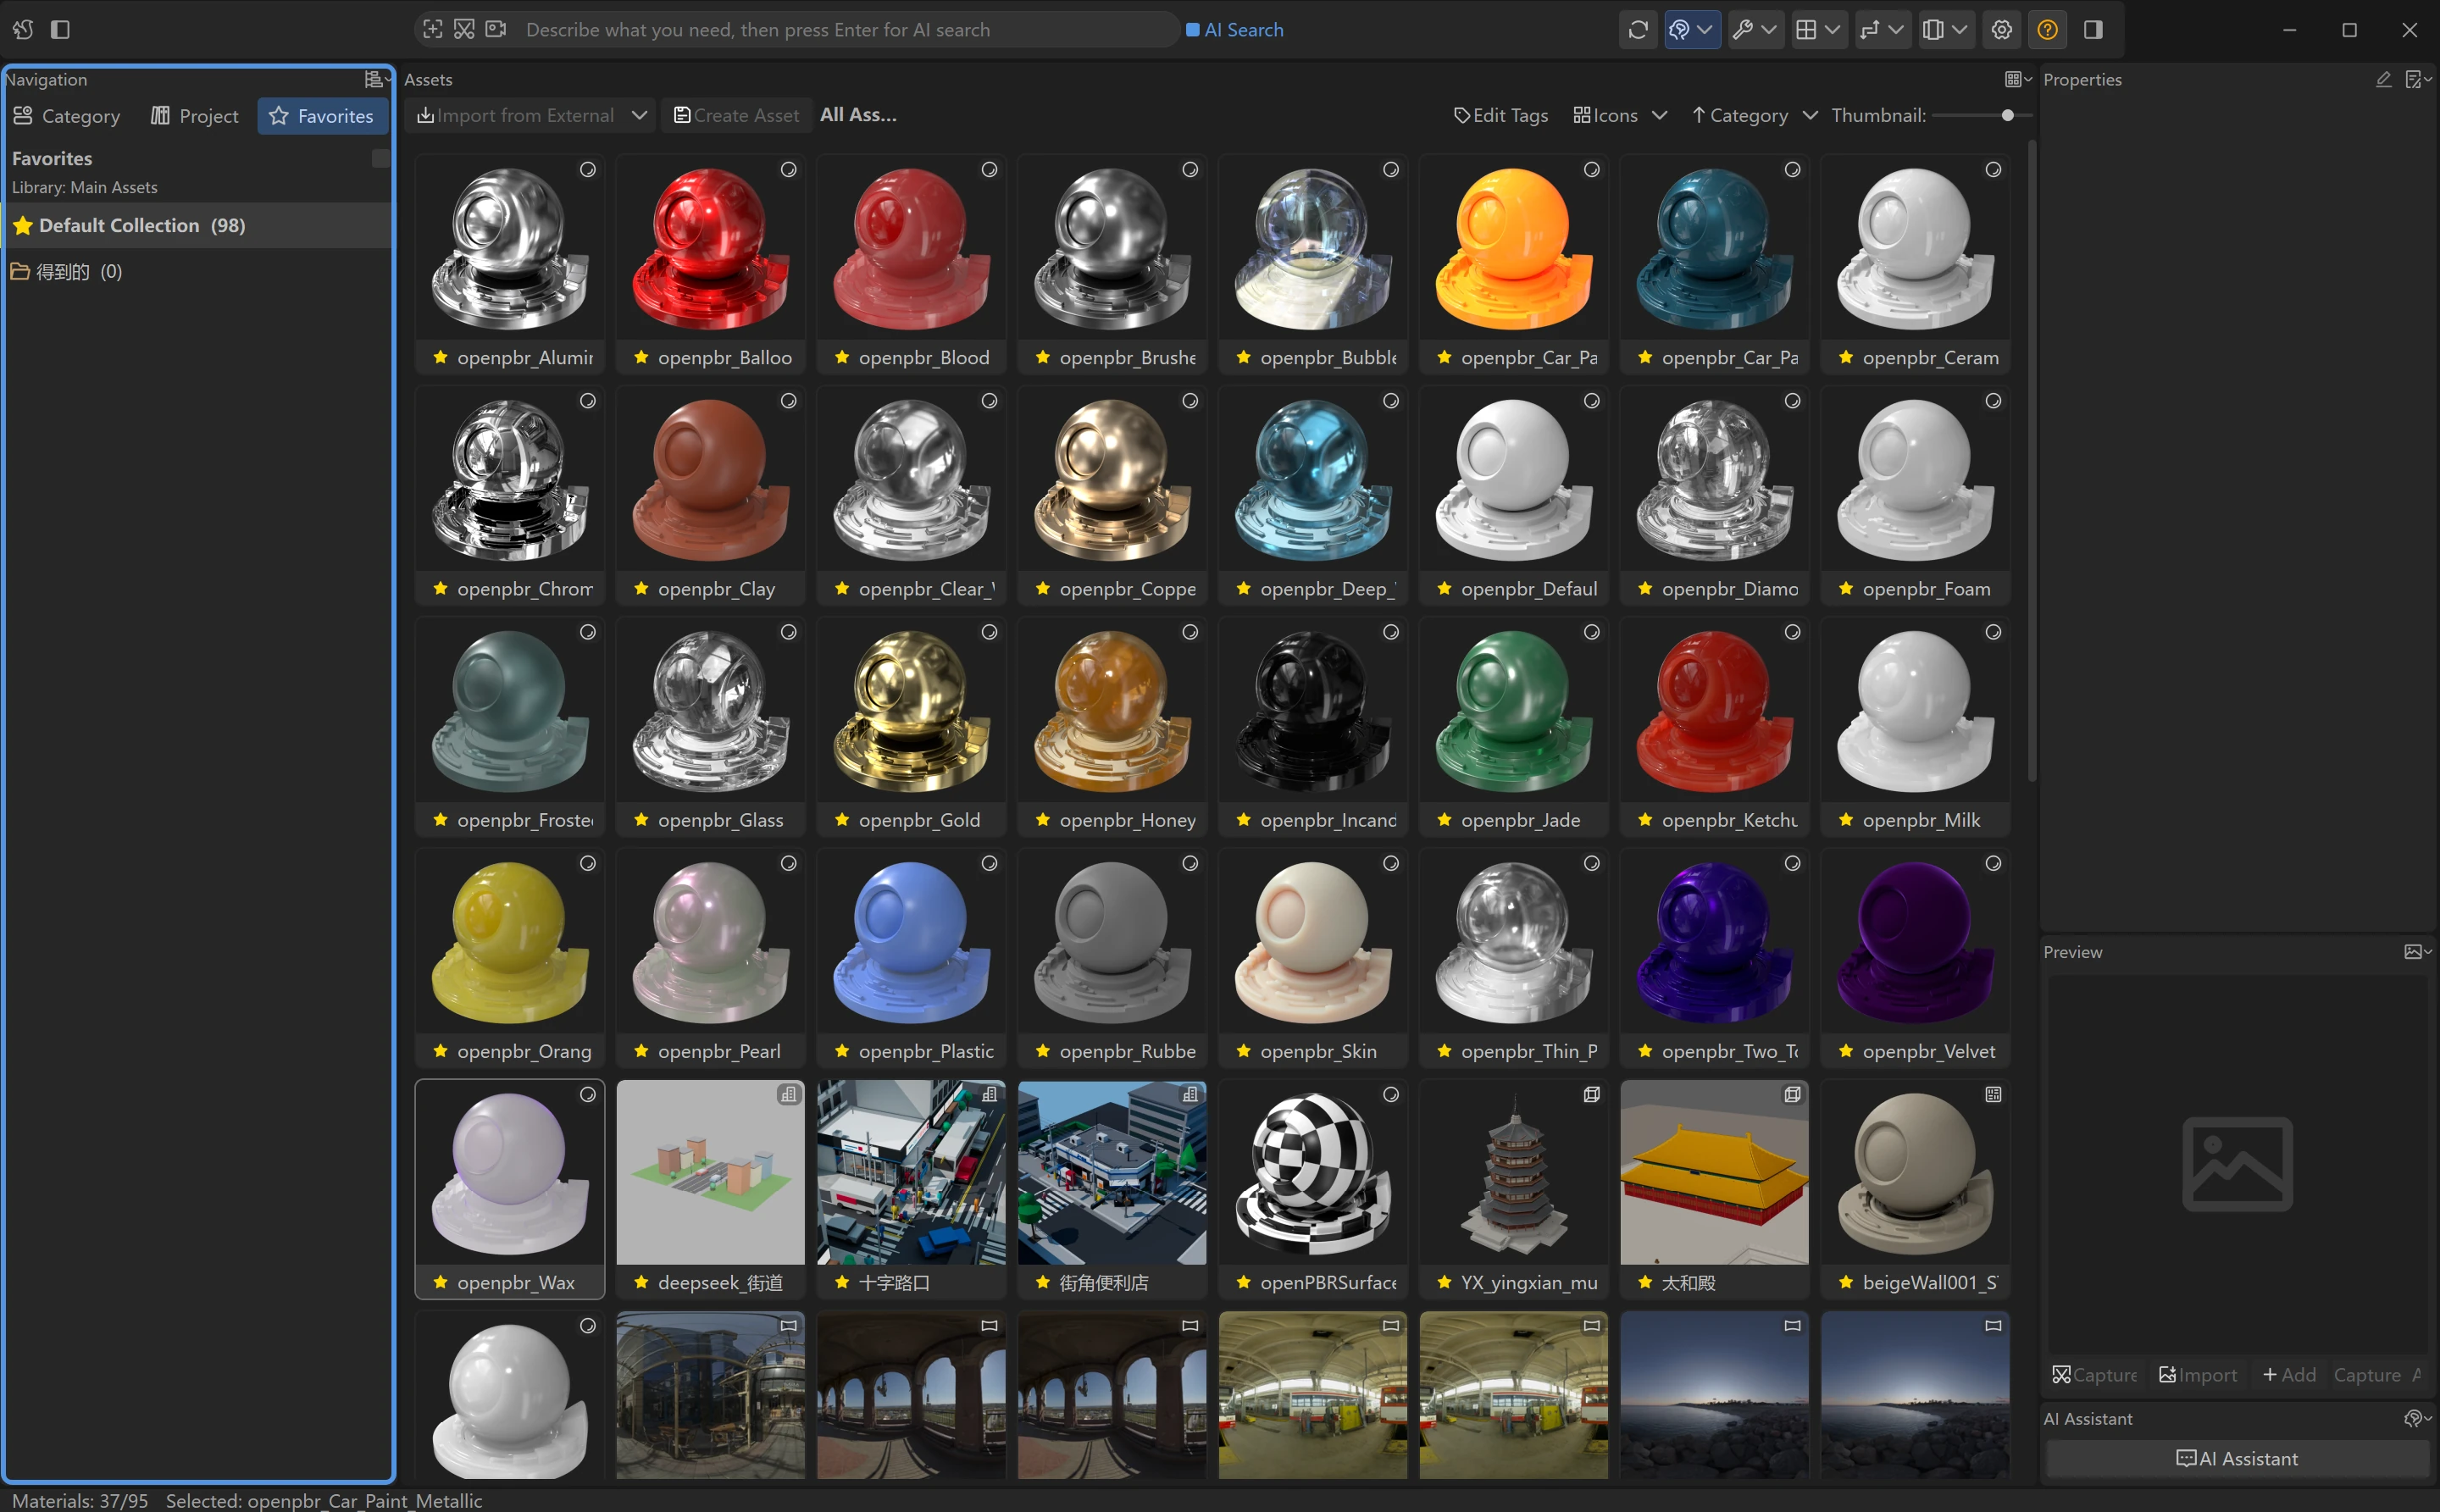 Describe what you need, then press Enter for AI search
AI Search
Navigation
Category
Project
Favorites
Favorites
Library: Main Assets
Default Collection (98)
得到的 (0)
Assets
Import from External
Create Asset
All Ass...
Edit Tags
Icons
Category
Thumbnail:
openpbr_Alumir
openpbr_Balloo
openpbr_Blood
openpbr_Brushe
openpbr_Bubble
openpbr_Car_Pa
openpbr_Car_Pa
openpbr_Ceram
openpbr_Chrom
openpbr_Clay
openpbr_Clear_
openpbr_Coppe
openpbr_Deep_
openpbr_Defaul
openpbr_Diamo
openpbr_Foam
openpbr_Froste
openpbr_Glass
openpbr_Gold
openpbr_Honey
openpbr_Incand
openpbr_Jade
openpbr_Ketchu
openpbr_Milk
openpbr_Orang
openpbr_Pearl
openpbr_Plastic
openpbr_Rubbe
openpbr_Skin
openpbr_Thin_P
openpbr_Two_To
openpbr_Velvet
openpbr_Wax
deepseek_街道
十字路口
街角便利店
openPBRSurface
YX_yingxian_mu
太和殿
beigeWall001_S
Properties
Preview
Capture
Import
Add
Capture A
AI Assistant
AI Assistant
Materials: 37/95 Selected: openpbr_Car_Paint_Metallic